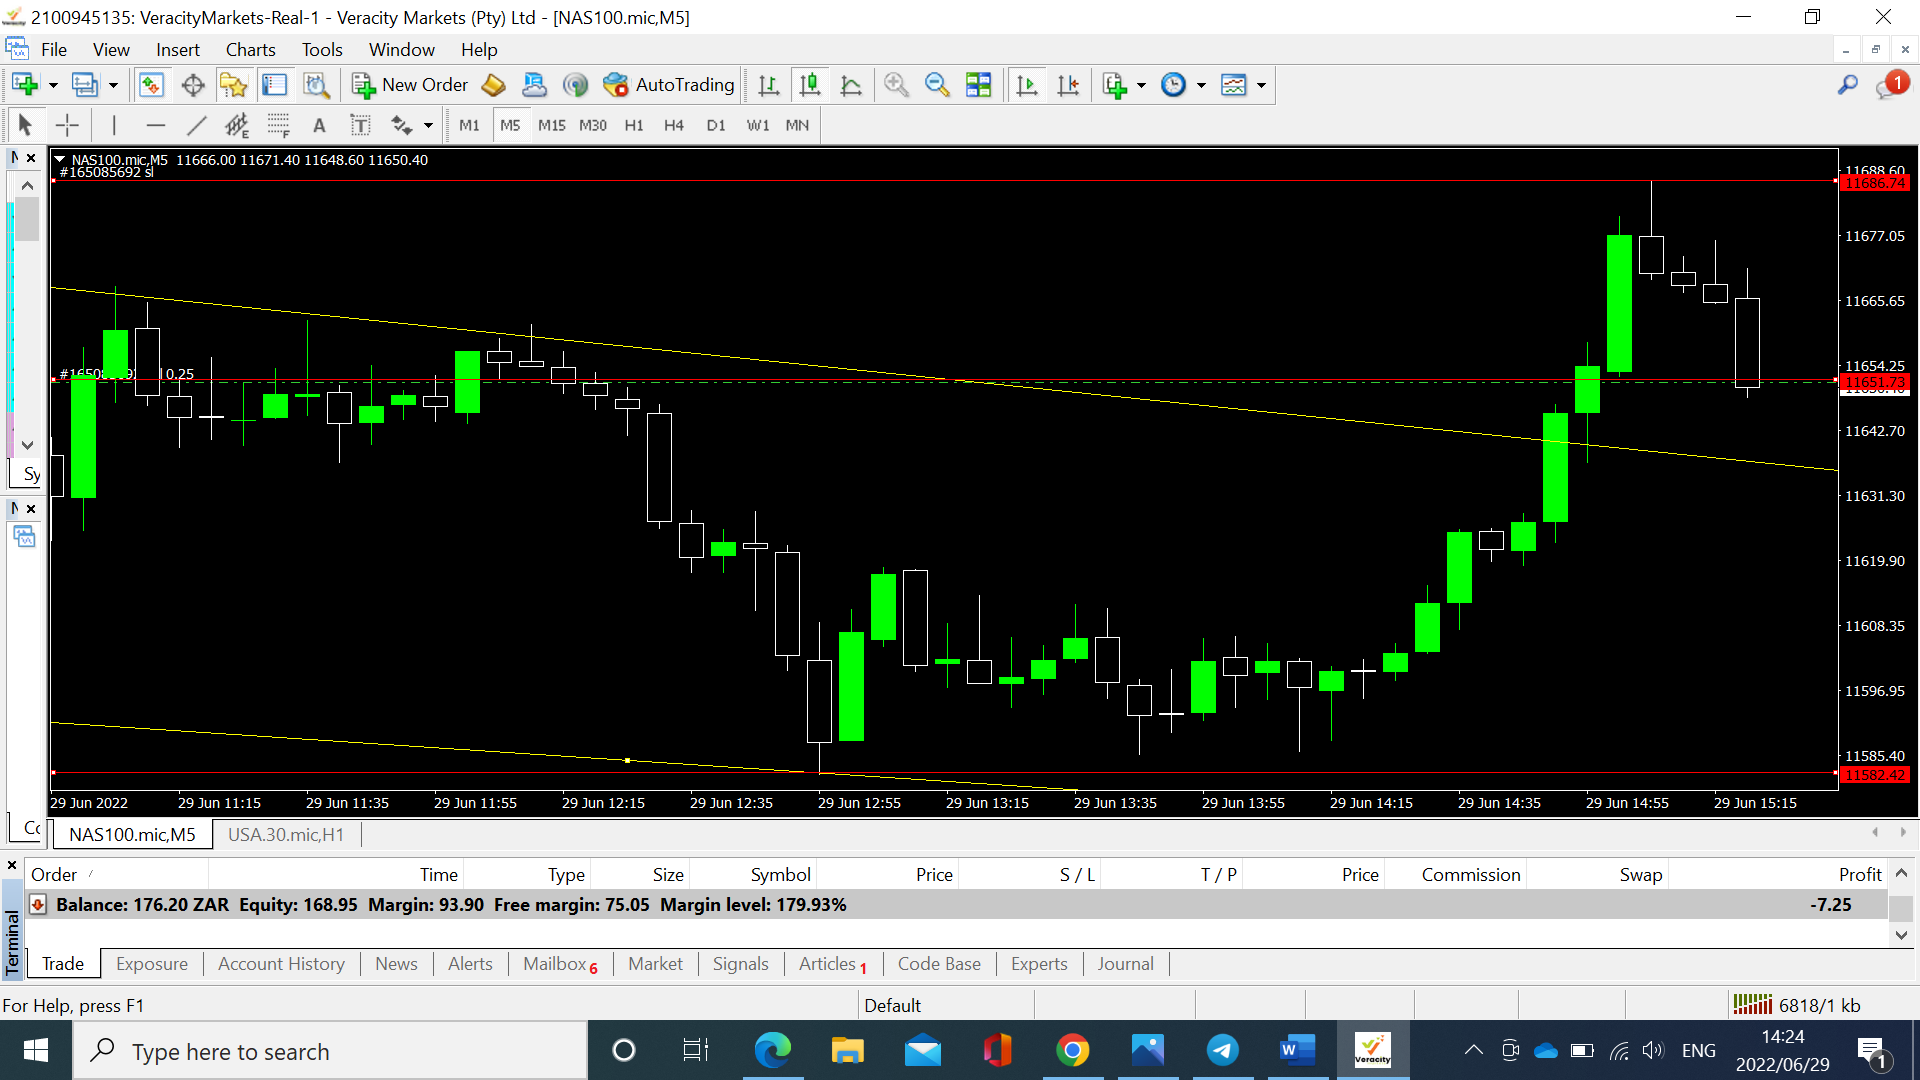 2100945135: VeracityMarkets-Real-1 - Veracity Markets (Pty) Ltd - [NAS100.mic,M5]
File View Insert Charts Tools Window Help
New Order AutoTrading 1
A T M1 M5 M15 M30 H1 H4 D1 W1 MN
NAS100.mic,M5 11666.00 11671.40 11648.60 11650.40
#165085692 sl
0.25
11688.60
11686.74
11677.05
11665.65
11654.25
11651.73
11642.70
11631.30
11619.90
11608.35
11596.95
11585.40
11582.42
Sy
29 Jun 2022 29 Jun 11:15 29 Jun 11:35 29 Jun 11:55 29 Jun 12:15 29 Jun 12:35 29 Jun 12:55 29 Jun 13:15 29 Jun 13:35 29 Jun 13:55 29 Jun 14:15 29 Jun 14:35 29 Jun 14:55 29 Jun 15:15
NAS100.mic,M5 USA.30.mic,H1
Order / Time Type Size Symbol Price S / L T / P Price Commission Swap Profit
Balance: 176.20 ZAR Equity: 168.95 Margin: 93.90 Free margin: 75.05 Margin level: 179.93% -7.25
Terminal
Trade Exposure Account History News Alerts Mailbox 6 Market Signals Articles 1 Code Base Experts Journal
For Help, press F1 Default 6818/1 kb
Type here to search Veracity ENG 14:24
2022/06/29 1